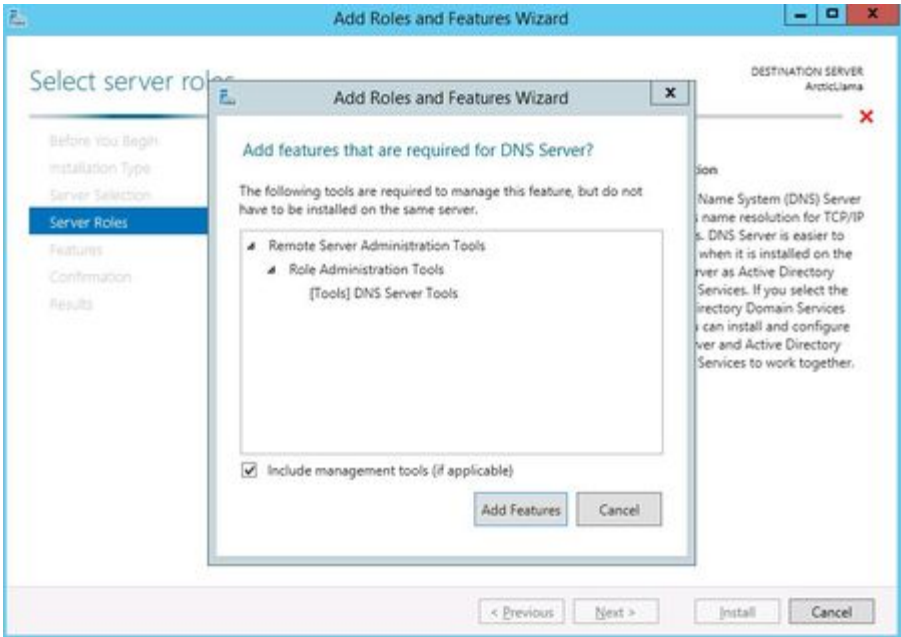 Add Roles and Features Wizard
Select server roles
DESTINATION SERVER
ArcticLlama
Before You Begin
Installation Type
Server Selection
Server Roles
Features
Confirmation
Results
Add Roles and Features Wizard
x
Add features that are required for DNS Server?
The following tools are required to manage this feature, but do not
have to be installed on the same server.
Remote Server Administration Tools
Role Administration Tools
[Tools] DNS Server Tools
Include management tools (if applicable)
Add Features
Cancel
Name System (DNS) Server
name resolution for TCP/IP
DNS Server is easier to
when it is installed on the
as Active Directory
Services. If you select the
Domain Services
can install and configure
and Active Directory
Services to work together.
< Previous
Next >
Install
Cancel